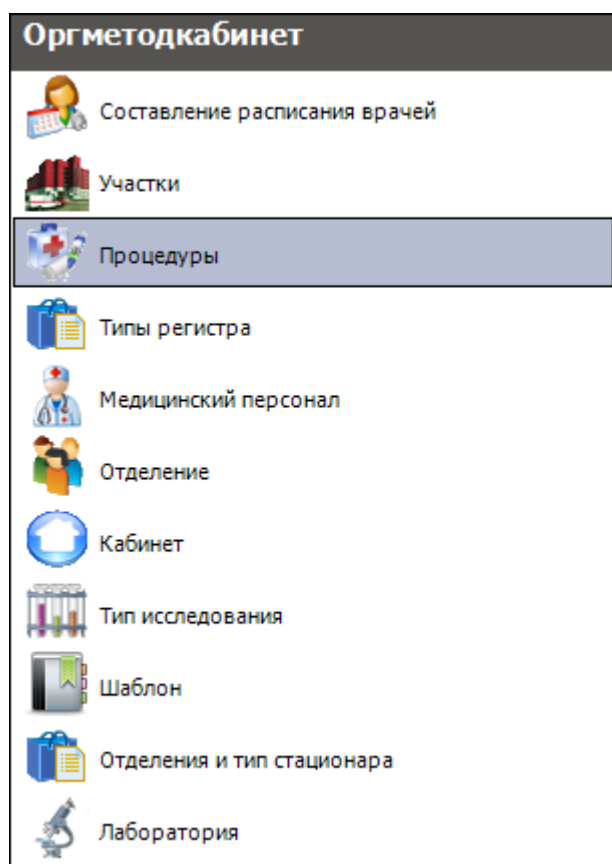 Оргметодкабинет
Составление расписания врачей
Участки
Процедуры
Типы регистра
Медицинский персонал
Отделение
Кабинет
Тип исследования
Шаблон
Отделения и тип стационара
Лаборатория